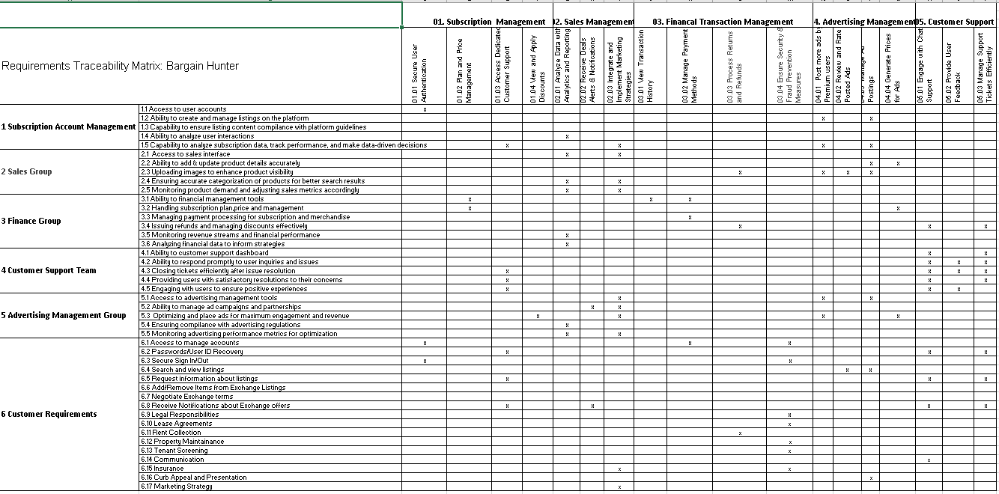 01. Subscription Management
02. Sales Management
03. Financal Transaction Management
4. Advertising Management
05. Customer Support
Requirements Traceability Matrix: Bargain Hunter
01.01 Secure User
Authentication
01.02 Plan and Price
Management
01.03 Access Dedicated
Customer Support
01.04 View and Apply
Discounts
02.01 Analyze Data with
Analytics and Reporting
02.02 Receive Deals
Alerts & Notifications
02.03 Integrate and
Implement Marketing
Strategies
03.01 View Transaction
History
03.02 Manage Payment
Methods
03.03 Process Returns
and Refunds
03.04 Ensure Security &
Fraud Prevention
Measures
04.01 Post more ads by
Premium users
04.02 Review and Rate
Posted Ads
04.03 Manage Ad
Postings
04.04 Generate Prices
for Ads
05.01 Engage with Chat
Support
05.02 Provide User
Feedback
05.03 Manage Support
Tickets Efficiently
1 Subscription Account Management
1.1 Access to user accounts x
1.2 Ability to create and manage listings on the platform x x
1.3 Capability to ensure listing content compliance with platform guidelines
1.4 Ability to analyze user interactions x
1.5 Capability to analyze subscription data, track performance, and make data-driven decisions x x x x
2 Sales Group
2.1 Access to sales interface x x
2.2 Ability to add & update product details accurately x x
2.3 Uploading images to enhance product visibility x x x x
2.4 Ensuring accurate categorization of products for better search results x x
2.5 Monitoring product demand and adjusting sales metrics accordingly x x
3 Finance Group
3.1 Ability to financial management tools x x x
3.2 Handling subscription plan,price and management x x
3.3 Managing payment processing for subscription and merchandise x
3.4 Issuing refunds and managing discounts effectively x x x
3.5 Monitoring revenue streams and financial performance x
3.6 Analyzing financial data to inform strategies x
4 Customer Support Team
4.1 Ability to customer support dashboard x x
4.2 Ability to respond promptly to user inquiries and issues x x x
4.3 Closing tickets efficiently after issue resolution x x x x
4.4 Providing users with satisfactory resolutions to their concerns x x x
4.5 Engaging with users to ensure positive experiences x x x
5 Advertising Management Group
5.1 Access to advertising management tools x x x
5.2 Ability to manage ad campaigns and partnerships x x
5.3 Optimizing and place ads for maximum engagement and revenue x x x x
5.4 Ensuring compliance with advertising regulations x
5.5 Monitoring advertising performance metrics for optimization x x
6 Customer Requirements
6.1 Access to manage accounts x x x
6.2 Passwords/User ID Recovery x x x
6.3 Secure Sign In/Out x x
6.4 Search and view listings x x
6.5 Request information about listings x x x
6.6 Add/Remove Items from Exchange Listings
6.7 Negotiate Exchange terms
6.8 Receive Notifications about Exchange offers x x x x
6.9 Legal Responsibilities x
6.10 Lease Agreements x
6.11 Rent Collection x
6.12 Property Maintainance x
6.13 Tenant Screening x
6.14 Communication x
6.15 Insurance x x
6.16 Curb Appeal and Presentation x
6.17 Marketing Strategy x